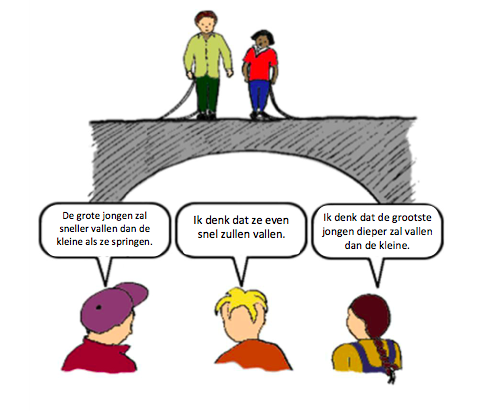 De grote jongen zal
sneller vallen dan de
kleine als ze springen.
Ik denk dat ze even
snel zullen vallen.
Ik denk dat de grootste
jongen dieper zal vallen
dan de kleine.